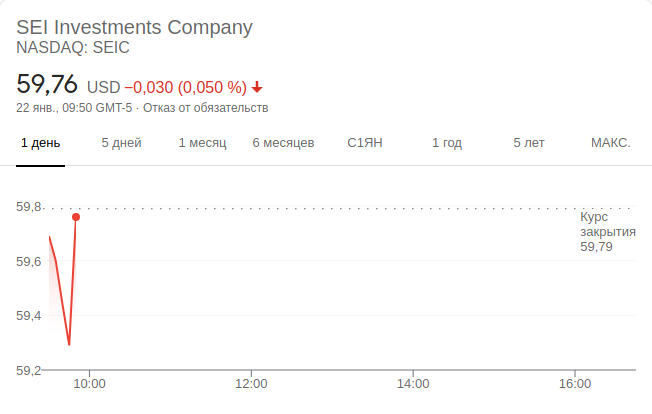 SEI Investments Company
NASDAQ: SEIC
59,76 USD −0,030 (0,050 %)
22 янв., 09:50 GMT-5 · Отказ от обязательств
1 день 5 дней 1 месяц 6 месяцев С1ЯН 1 год 5 лет МАКС.
59,8
Курс
закрытия
59,79
59,6
59,4
59,2
10:00 12:00 14:00 16:00